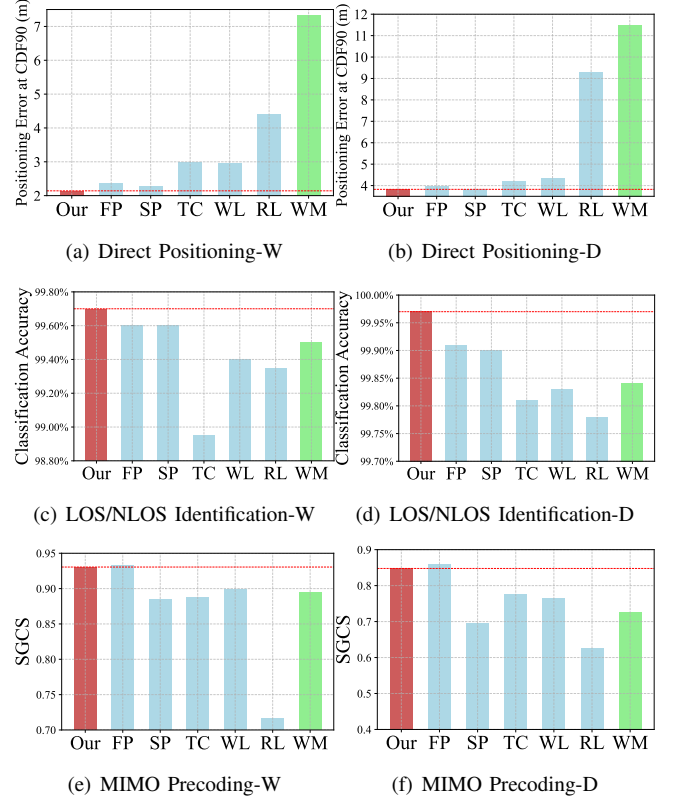 Positioning Error at CDF90 (m)
7
6
5
4
3
2
Our FP SP TC WL RL WM
(a) Direct Positioning-W
Positioning Error at CDF90 (m)
12
11
10
9
8
7
6
5
4
Our FP SP TC WL RL WM
(b) Direct Positioning-D
Classification Accuracy
99.80%
99.60%
99.40%
99.20%
99.00%
98.80%
Our FP SP TC WL RL WM
(c) LOS/NLOS Identification-W
Classification Accuracy
100.00%
99.95%
99.90%
99.85%
99.80%
99.75%
99.70%
Our FP SP TC WL RL WM
(d) LOS/NLOS Identification-D
SGCS
0.95
0.90
0.85
0.80
0.75
0.70
Our FP SP TC WL RL WM
(e) MIMO Precoding-W
SGCS
0.9
0.8
0.7
0.6
0.5
0.4
Our FP SP TC WL RL WM
(f) MIMO Precoding-D